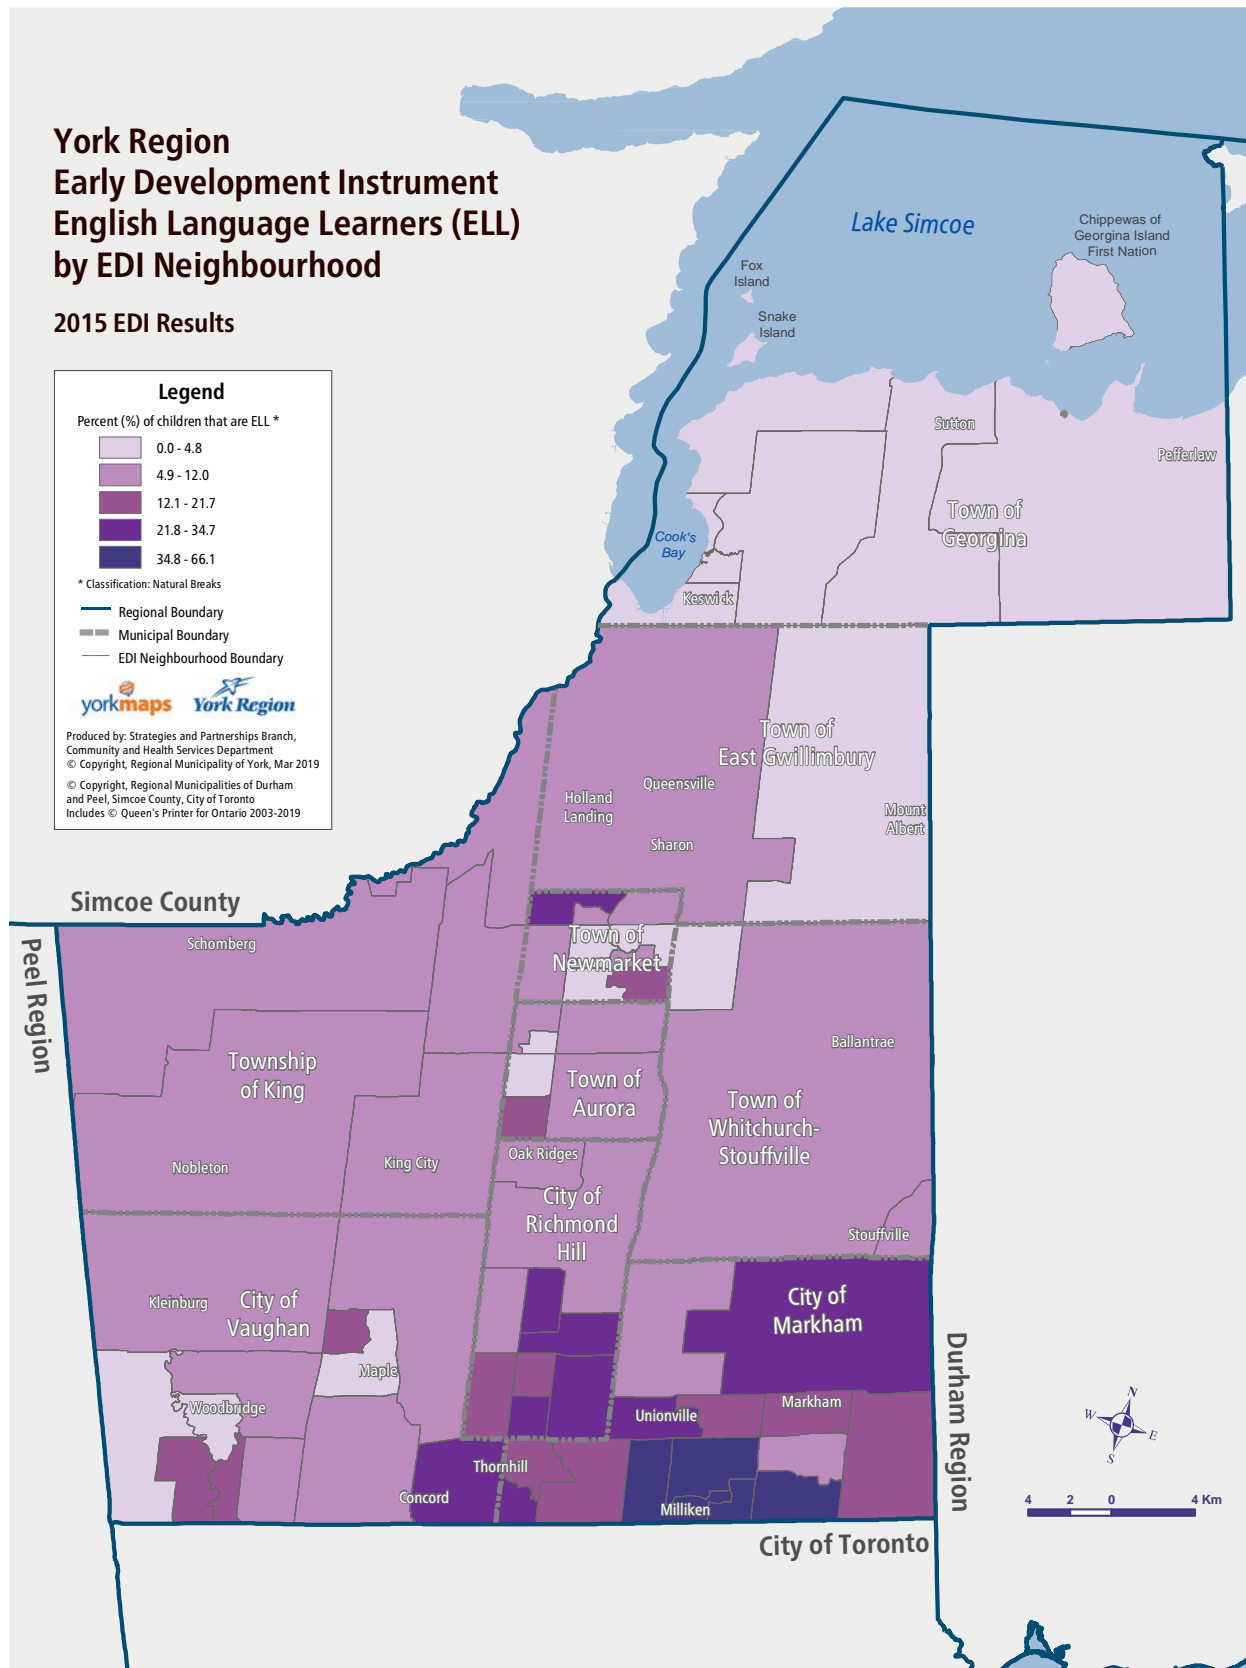 York Region
Early Development Instrument
English Language Learners (ELL)
by EDI Neighbourhood
2015 EDI Results
Legend
Percent (%) of children that are ELL *
0.0 - 4.8
4.9 - 12.0
12.1 - 21.7
21.8 - 34.7
34.8 - 66.1
* Classification: Natural Breaks
Regional Boundary
Municipal Boundary
EDI Neighbourhood Boundary
yorkmaps
York Region
Produced by: Strategies and Partnerships Branch,
Community and Health Services Department
© Copyright, Regional Municipality of York, Mar 2019
© Copyright, Regional Municipalities of Durham
and Peel, Simcoe County, City of Toronto
Includes © Queen's Printer for Ontario 2003-2019
Lake Simcoe
Chippewas of
Georgina Island
First Nation
Fox
Island
Snake
Island
Sutton
Pefferlaw
Town of
Georgina
Cook's
Bay
Keswick
Town of
East Gwillimbury
Queensville
Holland
Landing
Mount
Albert
Sharon
Simcoe County
Peel Region
Schomberg
Town of
Newmarket
Ballantrae
Township
of King
Town of
Aurora
Town of
Whitchurch-
Stouffville
Nobleton
King City
Oak Ridges
City of
Richmond
Hill
Stouffville
Kleinburg
City of
Vaughan
City of
Markham
Maple
Woodbridge
Unionville
Markham
Durham Region
Thornhill
Concord
Milliken
City of Toronto
N
W
E
S
4 2 0 4 Km